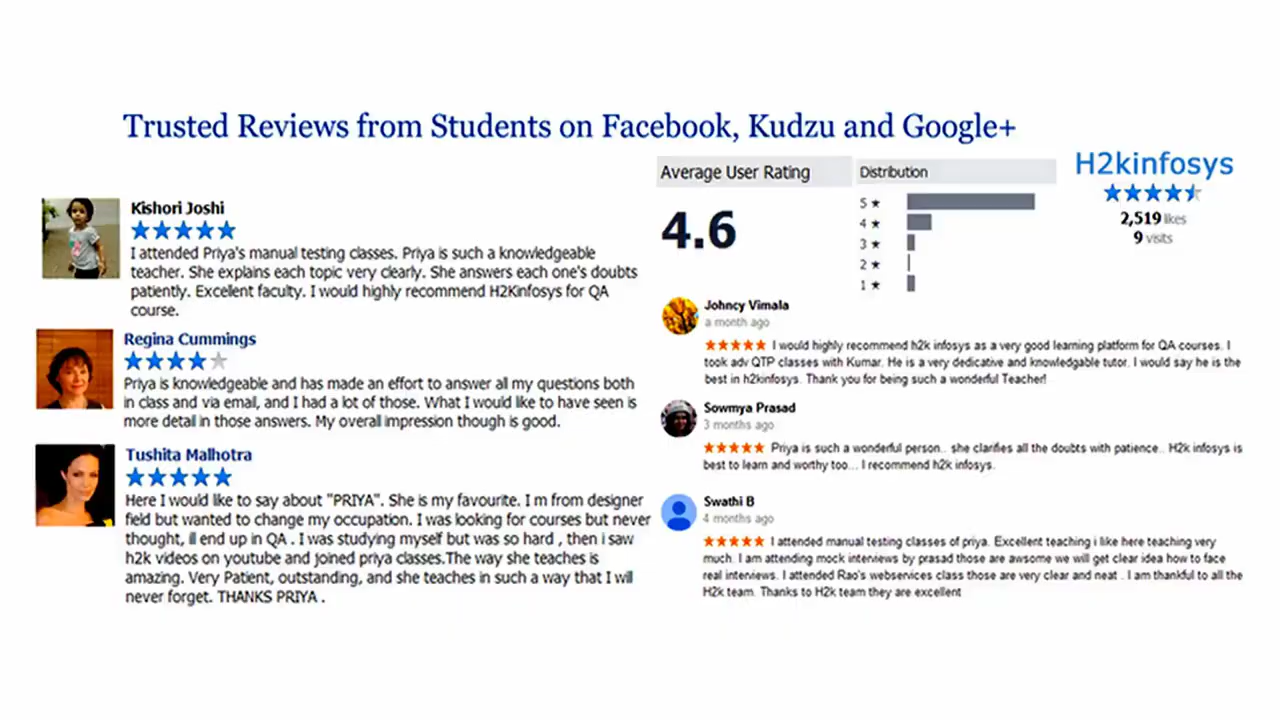 Trusted Reviews from Students on Facebook, Kudzu and Google+
Kishori Joshi
I attended Priya's manual testing classes. Priya is such a knowledgeable
teacher. She explains each topic very clearly. She answers each one's doubts
patiently. Excellent faculty. I would highly recommend H2Kinfosys for QA
course.
Regina Cummings
Priya is knowledgeable and has made an effort to answer all my questions both
in class and via email, and I had a lot of those. What I would like to have seen is
more detail in those answers. My overall impression though is good.
Tushita Malhotra
Here I would like to say about "PRIYA". She is my favourite. I m from designer
field but wanted to change my occupation. I was looking for courses but never
thought, ill end up in QA . I was studying myself but was so hard , then i saw
h2k videos on youtube and joined priya classes.The way she teaches is
amazing. Very Patient, outstanding, and she teaches in such a way that I will
never forget. THANKS PRIYA .
Average User Rating
4.6
Distribution
5 ★
4 ★
3 ★
2 ★
1 ★
H2kinfosys
2,519 likes
9 visits
Johncy Vimala
a month ago
I would highly recommend h2k infosys as a very good learning platform for QA courses. I
took adv QTP classes with Kumar. He is a very dedicative and knowledgable tutor. I would say he is the
best in h2kinfosys. Thank you for being such a wonderful Teacher!
Sowmya Prasad
3 months ago
Priya is such a wonderful person.. she clarifies all the doubts with patience.. H2k infosys is
best to learn and worthy too... I recommend h2k infosys.
Swathi B
4 months ago
I attended manual testing classes of priya. Excellent teaching i like here teaching very
much. I am attending mock interviews by prasad those are awsome we will get clear idea how to face
real interviews. I attended Rao's webservices class those are very clear and neat . I am thankful to all the
H2k team. Thanks to H2k team they are excellent